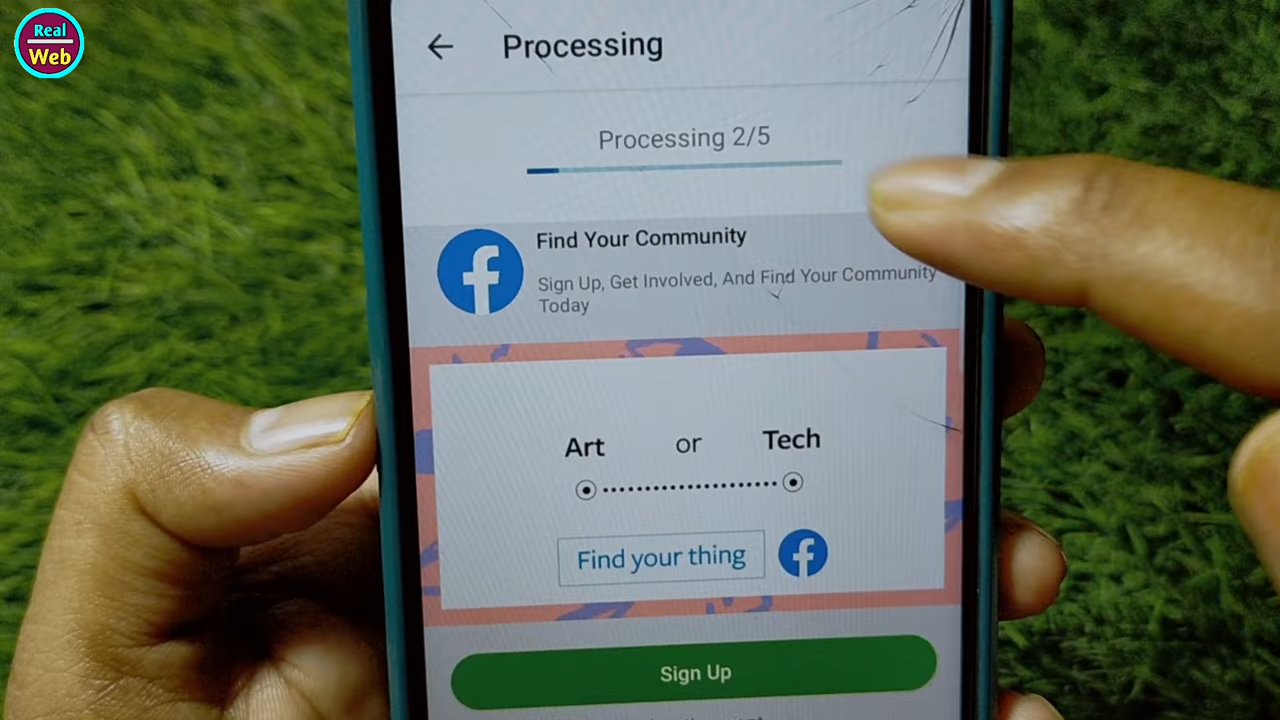 Real
Web
Processing
Processing 2/5
Find Your Community
Sign Up, Get Involved, And Find Your Community
Today
Art or Tech
Find your thing
Sign Up